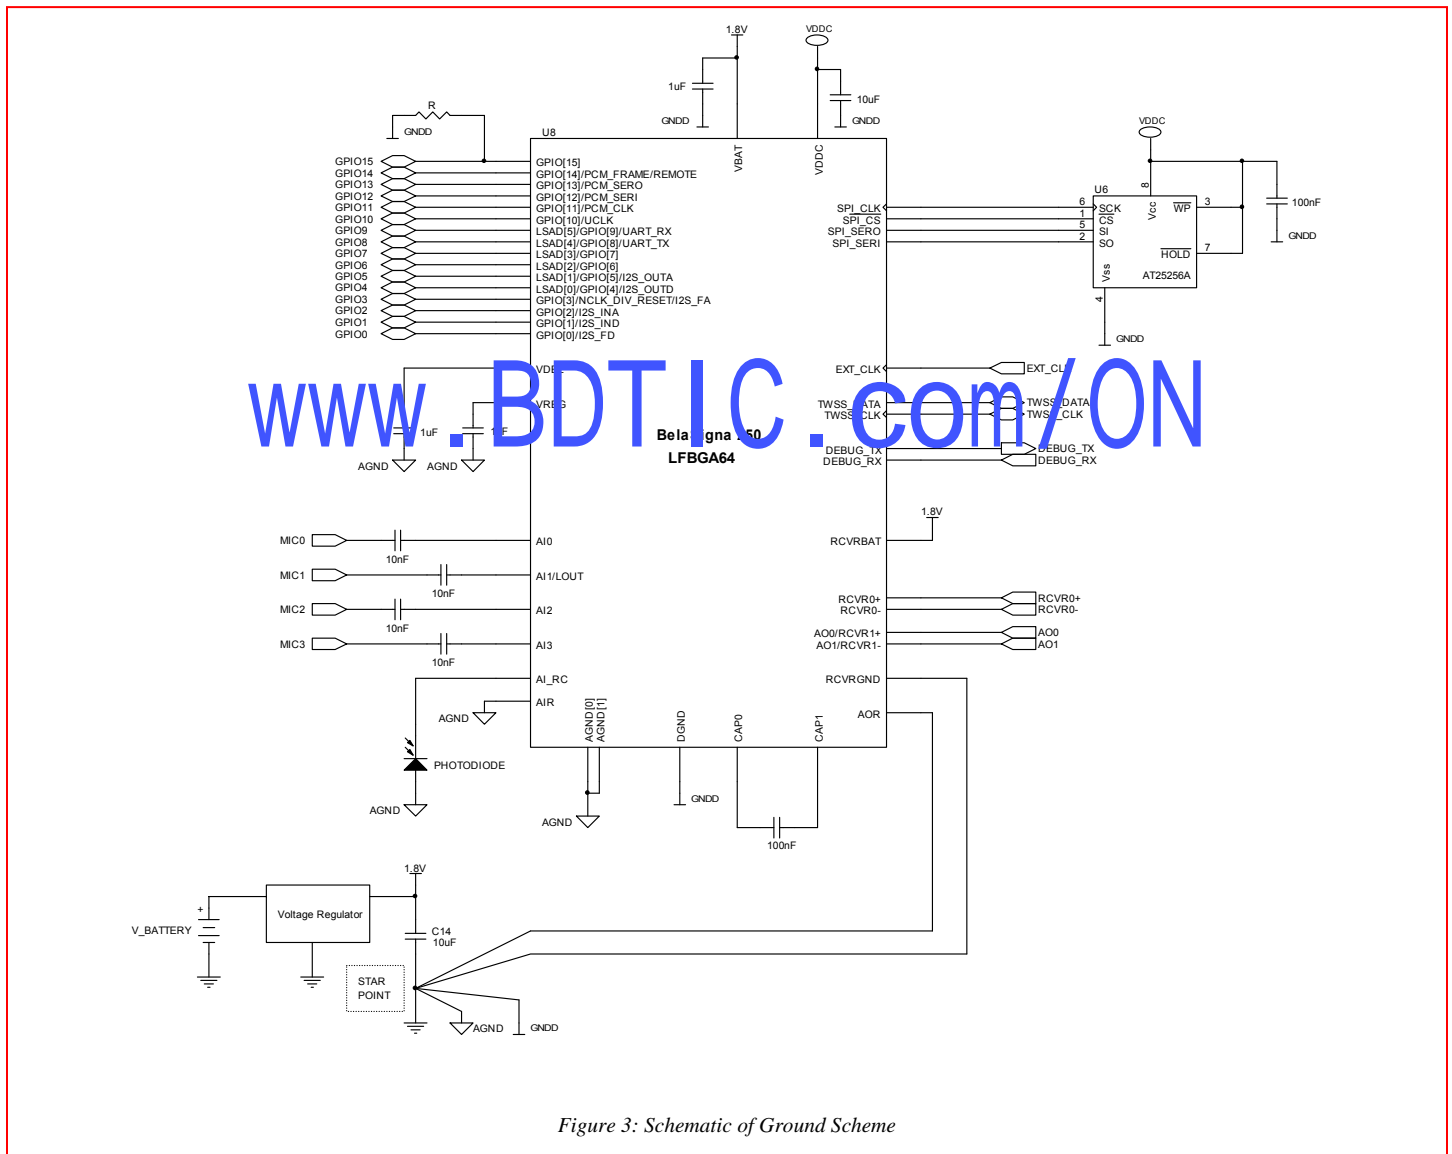 1.8V
VDDC
1uF
10uF
GNDD
GNDD
R
GNDD
U8
VBAT
VDDC
GPIO15
GPIO[15]
GPIO14
GPIO[14]/PCM_FRAME/REMOTE
GPIO13
GPIO[13]/PCM_SERO
GPIO12
GPIO[12]/PCM_SERI
GPIO11
GPIO[11]/PCM_CLK
GPIO10
GPIO[10]/UCLK
GPIO9
LSAD[5]/GPIO[9]/UART_RX
GPIO8
LSAD[4]/GPIO[8]/UART_TX
GPIO7
LSAD[3]/GPIO[7]
GPIO6
LSAD[2]/GPIO[6]
GPIO5
LSAD[1]/GPIO[5]/I2S_OUTA
GPIO4
LSAD[0]/GPIO[4]/I2S_OUTD
GPIO3
GPIO[3]/NCLK_DIV_RESET/I2S_FA
GPIO2
GPIO[2]/I2S_INA
GPIO1
GPIO[1]/I2S_IND
GPIO0
GPIO[0]/I2S_FD
SPI_CLK
SPI_CS
SPI_SERO
SPI_SERI
VDDC
U6
8
Vcc
6
SCK
1
CS
5
SI
2
SO
WP
3
HOLD
7
Vss
AT25256A
4
100nF
GNDD
GNDD
www.BDTIC.com/ON
VREG
1uF
AGND
AGND
LFBGA64
EXT_CLK
TWSS_DATA
TWSS_CLK
TWSS_DATA
TWSS_CLK
DEBUG_TX
DEBUG_TX
DEBUG_RX
DEBUG_RX
1.8V
RCVRBAT
MIC0
10nF
AI0
MIC1
10nF
AI1/LOUT
MIC2
10nF
AI2
MIC3
10nF
AI3
RCVR0+
RCVR0+
RCVR0-
RCVR0-
AO0/RCVR1+
AO0
AO1/RCVR1-
AO1
AI_RC
RCVRGND
AIR
AGND
AOR
AGND[0]
AGND[1]
DGND
CAP0
CAP1
PHOTODIODE
AGND
AGND
GNDD
100nF
1.8V
V_BATTERY
+
Voltage Regulator
C14
10uF
STAR
POINT
AGND
GNDD
Figure 3: Schematic of Ground Scheme